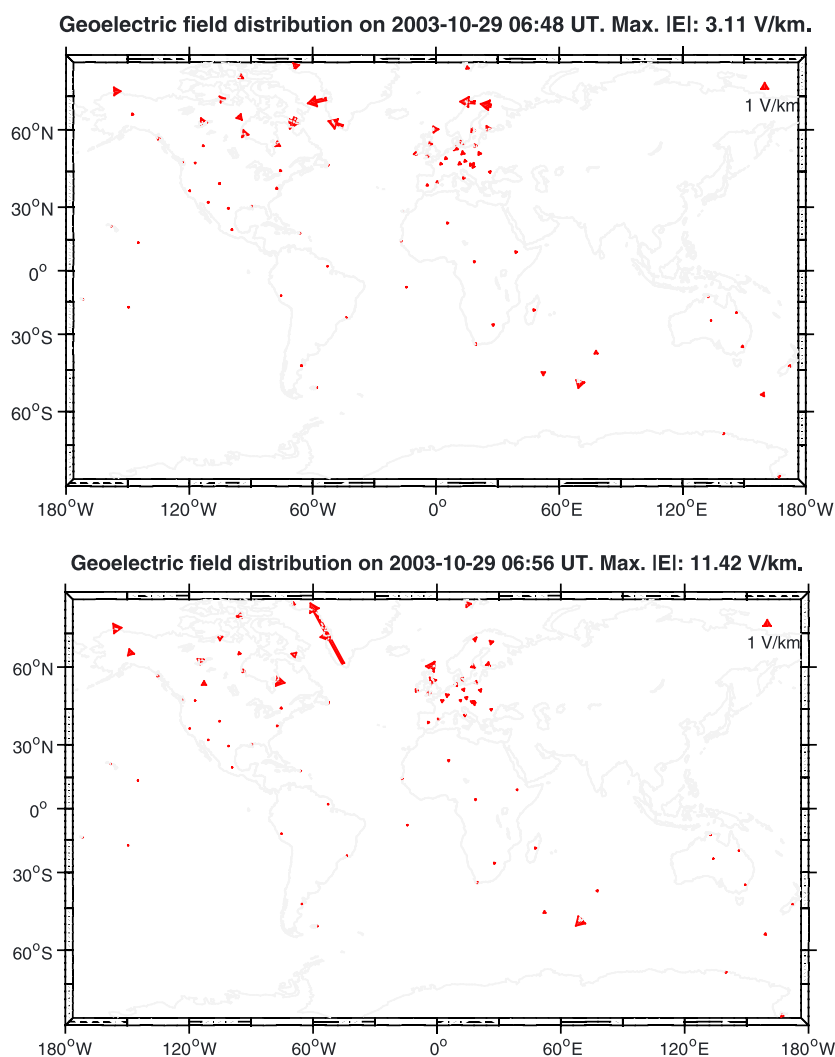 Geoelectric field distribution on 2003-10-29 06:48 UT. Max. |E|: 3.11 V/km.
1 V/km
60°N
30°N
0°
30°S
60°S
180°W 120°W 60°W 0° 60°E 120°E 180°W
Geoelectric field distribution on 2003-10-29 06:56 UT. Max. |E|: 11.42 V/km.
1 V/km
60°N
30°N
0°
30°S
60°S
180°W 120°W 60°W 0° 60°E 120°E 180°W